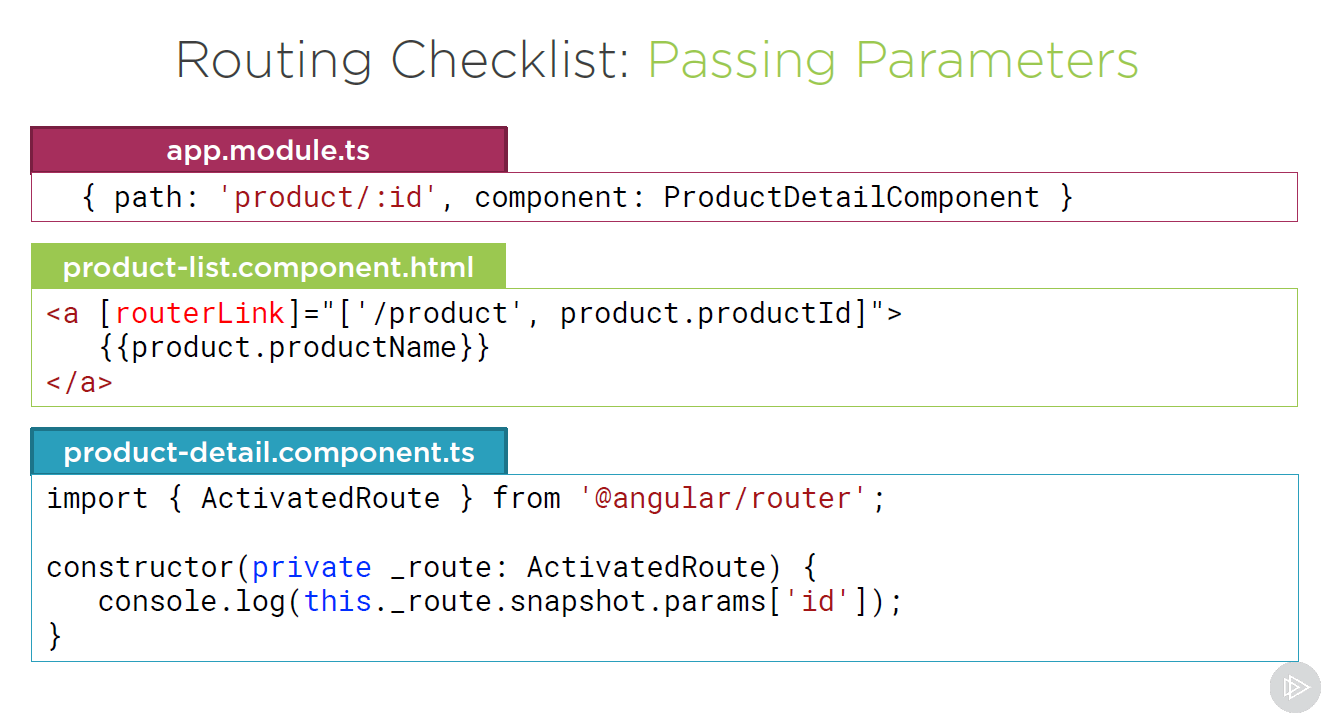 Routing Checklist: Passing Parameters
app.module.ts
{ path: 'product/:id', component: ProductDetailComponent }
product-list.component.html
<a [routerLink]="['/product', product.productId]">
{{product.productName}}
</a>
product-detail.component.ts
import { ActivatedRoute } from '@angular/router';
constructor(private _route: ActivatedRoute) {
console.log(this._route.snapshot.params['id']);
}